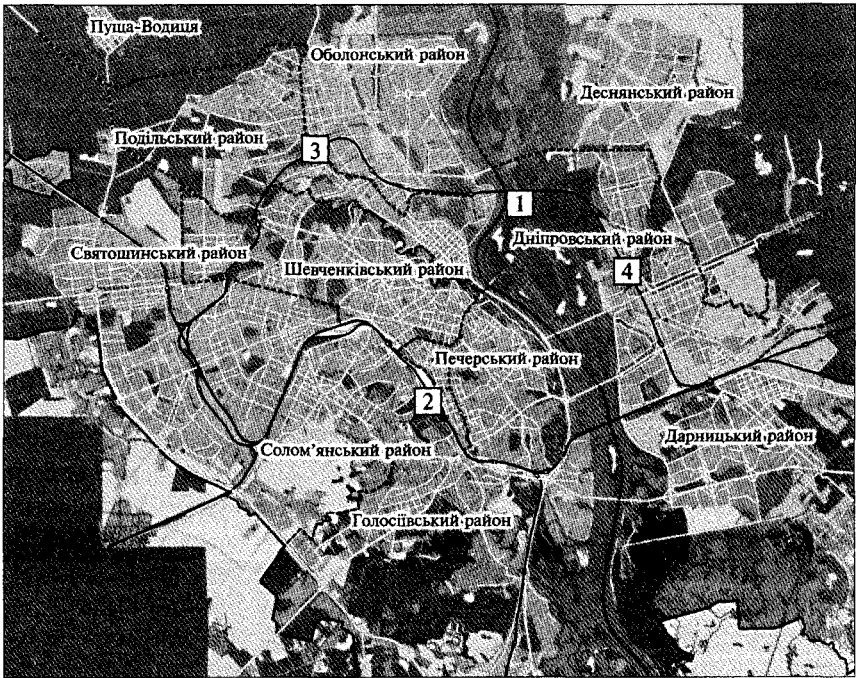 Пуща-Водиця
Оболонський район
Деснянський район
Подільський район
3
1
Святошинський район
Дніпровський район
Шевченківський район
4
Печерський район
2
Солом’янський район
Дарницький район
Голосіївський район